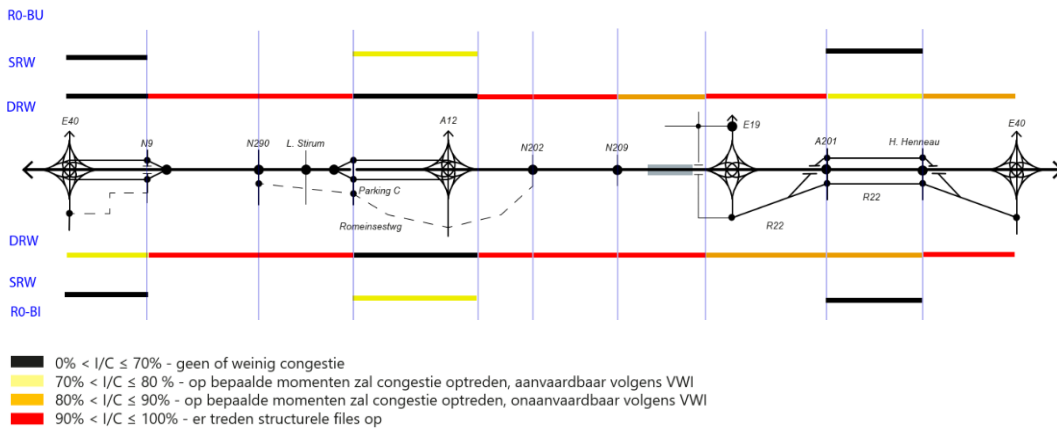 R0-BU
SRW
DRW
E40
N9
N290
L. Stirum
A12
N202
N209
E19
A201
H. Henneau
E40
Parking C
Romeinsestwg
R22
R22
DRW
SRW
R0-BI
0% < I/C ≤ 70% - geen of weinig congestie
70% < I/C ≤ 80 % - op bepaalde momenten zal congestie optreden, aanvaardbaar volgens VWI
80% < I/C ≤ 90% - op bepaalde momenten zal congestie optreden, onaanvaardbaar volgens VWI
90% < I/C ≤ 100% - er treden structurele files op